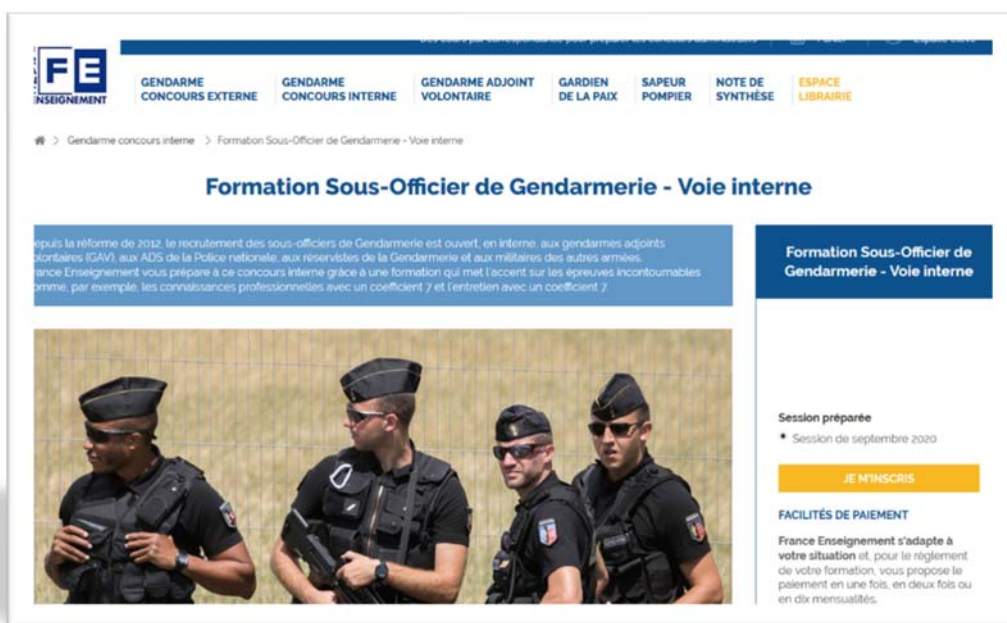 FE
ENSEIGNEMENT
GENDARME CONCOURS EXTERNE
GENDARME CONCOURS INTERNE
GENDARME ADJOINT VOLONTAIRE
GARDIEN DE LA PAIX
SAPEUR POMPIER
NOTE DE SYNTHÈSE
ESPACE LIBRAIRIE
Gendarme concours interne > Formation Sous-Officier de Gendarmerie - Voie interne
Formation Sous-Officier de Gendarmerie - Voie interne
epuis la réforme de 2012, le recrutement des sous-officiers de Gendarmerie est ouvert, en interne, aux gendarmes adjoints
olontaires (GAV), aux ADS de la Police nationale, aux réservistes de la Gendarmerie et aux militaires des autres armées.
rance Enseignement vous prépare à ce concours interne grâce à une formation qui met l'accent sur les épreuves incontournables
omme, par exemple, les connaissances professionnelles avec un coefficient 7 et l'entretien avec un coefficient 7.
Formation Sous-Officier de
Gendarmerie - Voie interne
Session préparée
Session de septembre 2020
JE M'INSCRIS
FACILITÉS DE PAIEMENT
France Enseignement s'adapte à
votre situation et, pour le règlement
de votre formation, vous propose le
paiement en une fois, en deux fois ou
en dix mensualités.